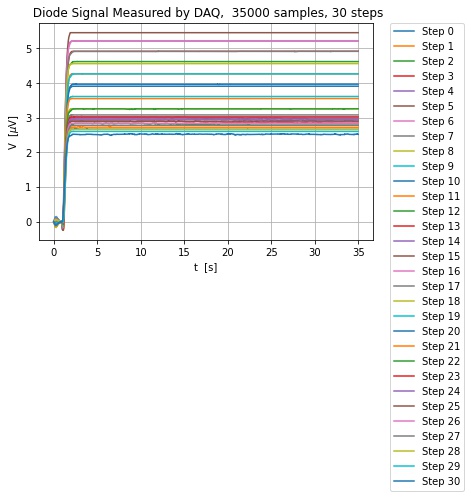 Diode Signal Measured by DAQ, 35000 samples, 30 steps
V [μV]
5
4
3
2
1
0
0 5 10 15 20 25 30 35
t [s]
Step 0
Step 1
Step 2
Step 3
Step 4
Step 5
Step 6
Step 7
Step 8
Step 9
Step 10
Step 11
Step 12
Step 13
Step 14
Step 15
Step 16
Step 17
Step 18
Step 19
Step 20
Step 21
Step 22
Step 23
Step 24
Step 25
Step 26
Step 27
Step 28
Step 29
Step 30